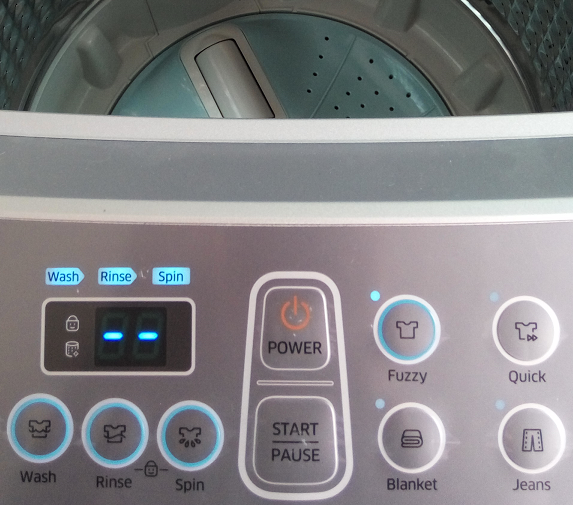 Wash Rinse Spin
--
POWER
START
PAUSE
Fuzzy
Quick
Wash
Rinse
Spin
Blanket
Jeans